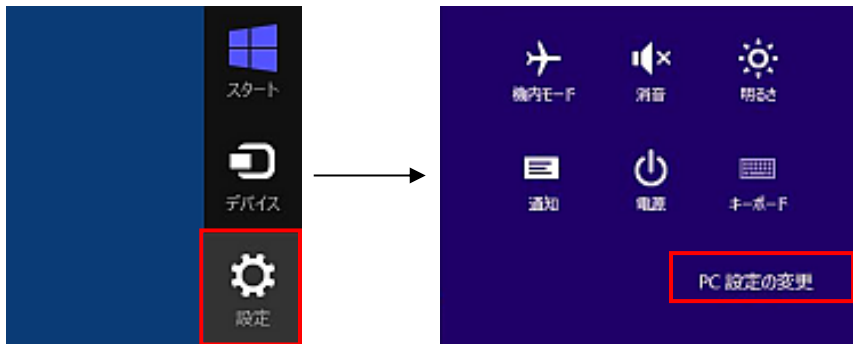 スタート
デバイス
設定
機内モード
消音
明るさ
通知
電源
キーボード
PC 設定の変更